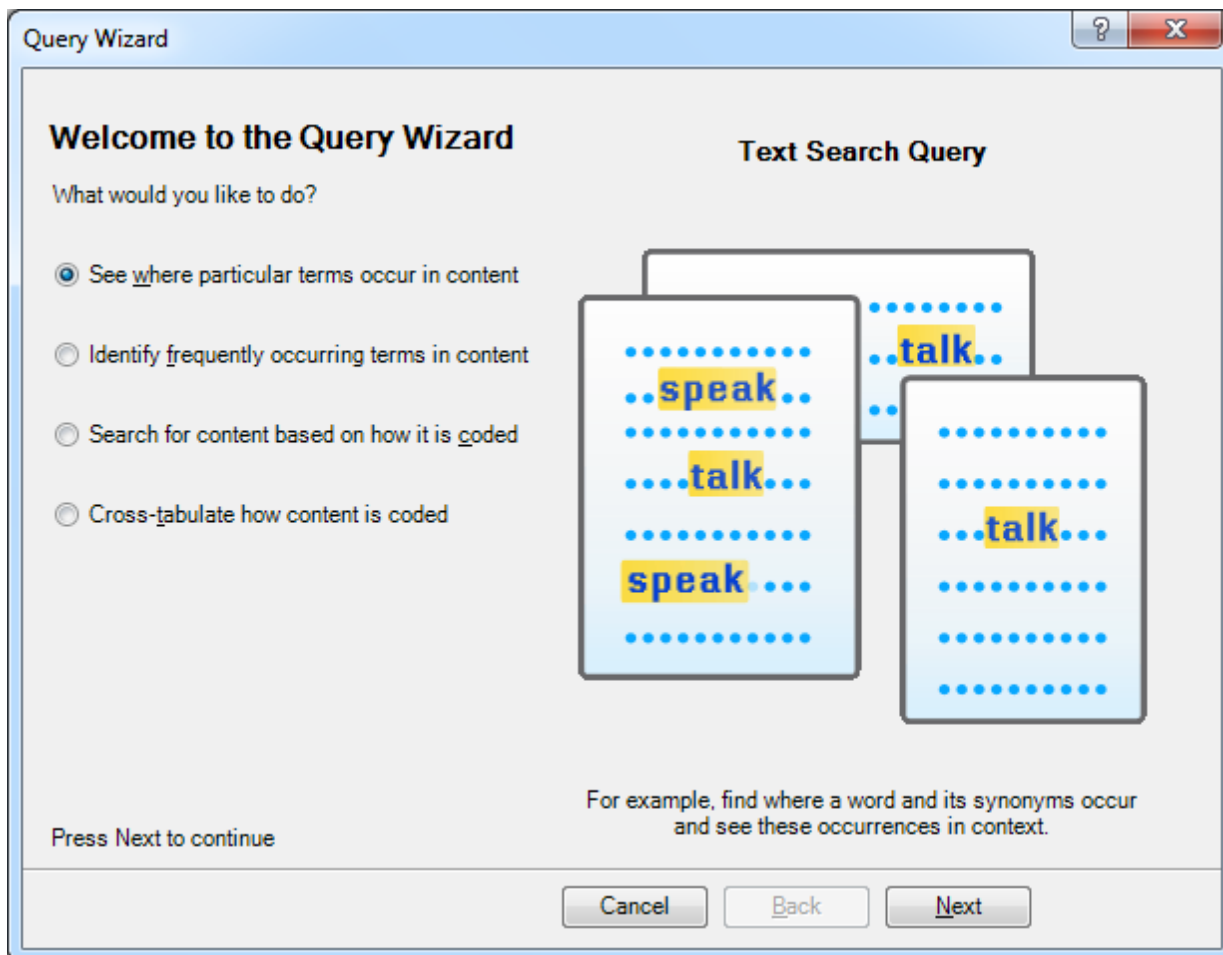 Query Wizard
Welcome to the Query Wizard
What would you like to do?
See where particular terms occur in content
Identify frequently occurring terms in content
Search for content based on how it is coded
Cross-tabulate how content is coded
Press Next to continue
Text Search Query
talk
speak
talk
speak
talk
For example, find where a word and its synonyms occur
and see these occurrences in context.
Cancel
Back
Next